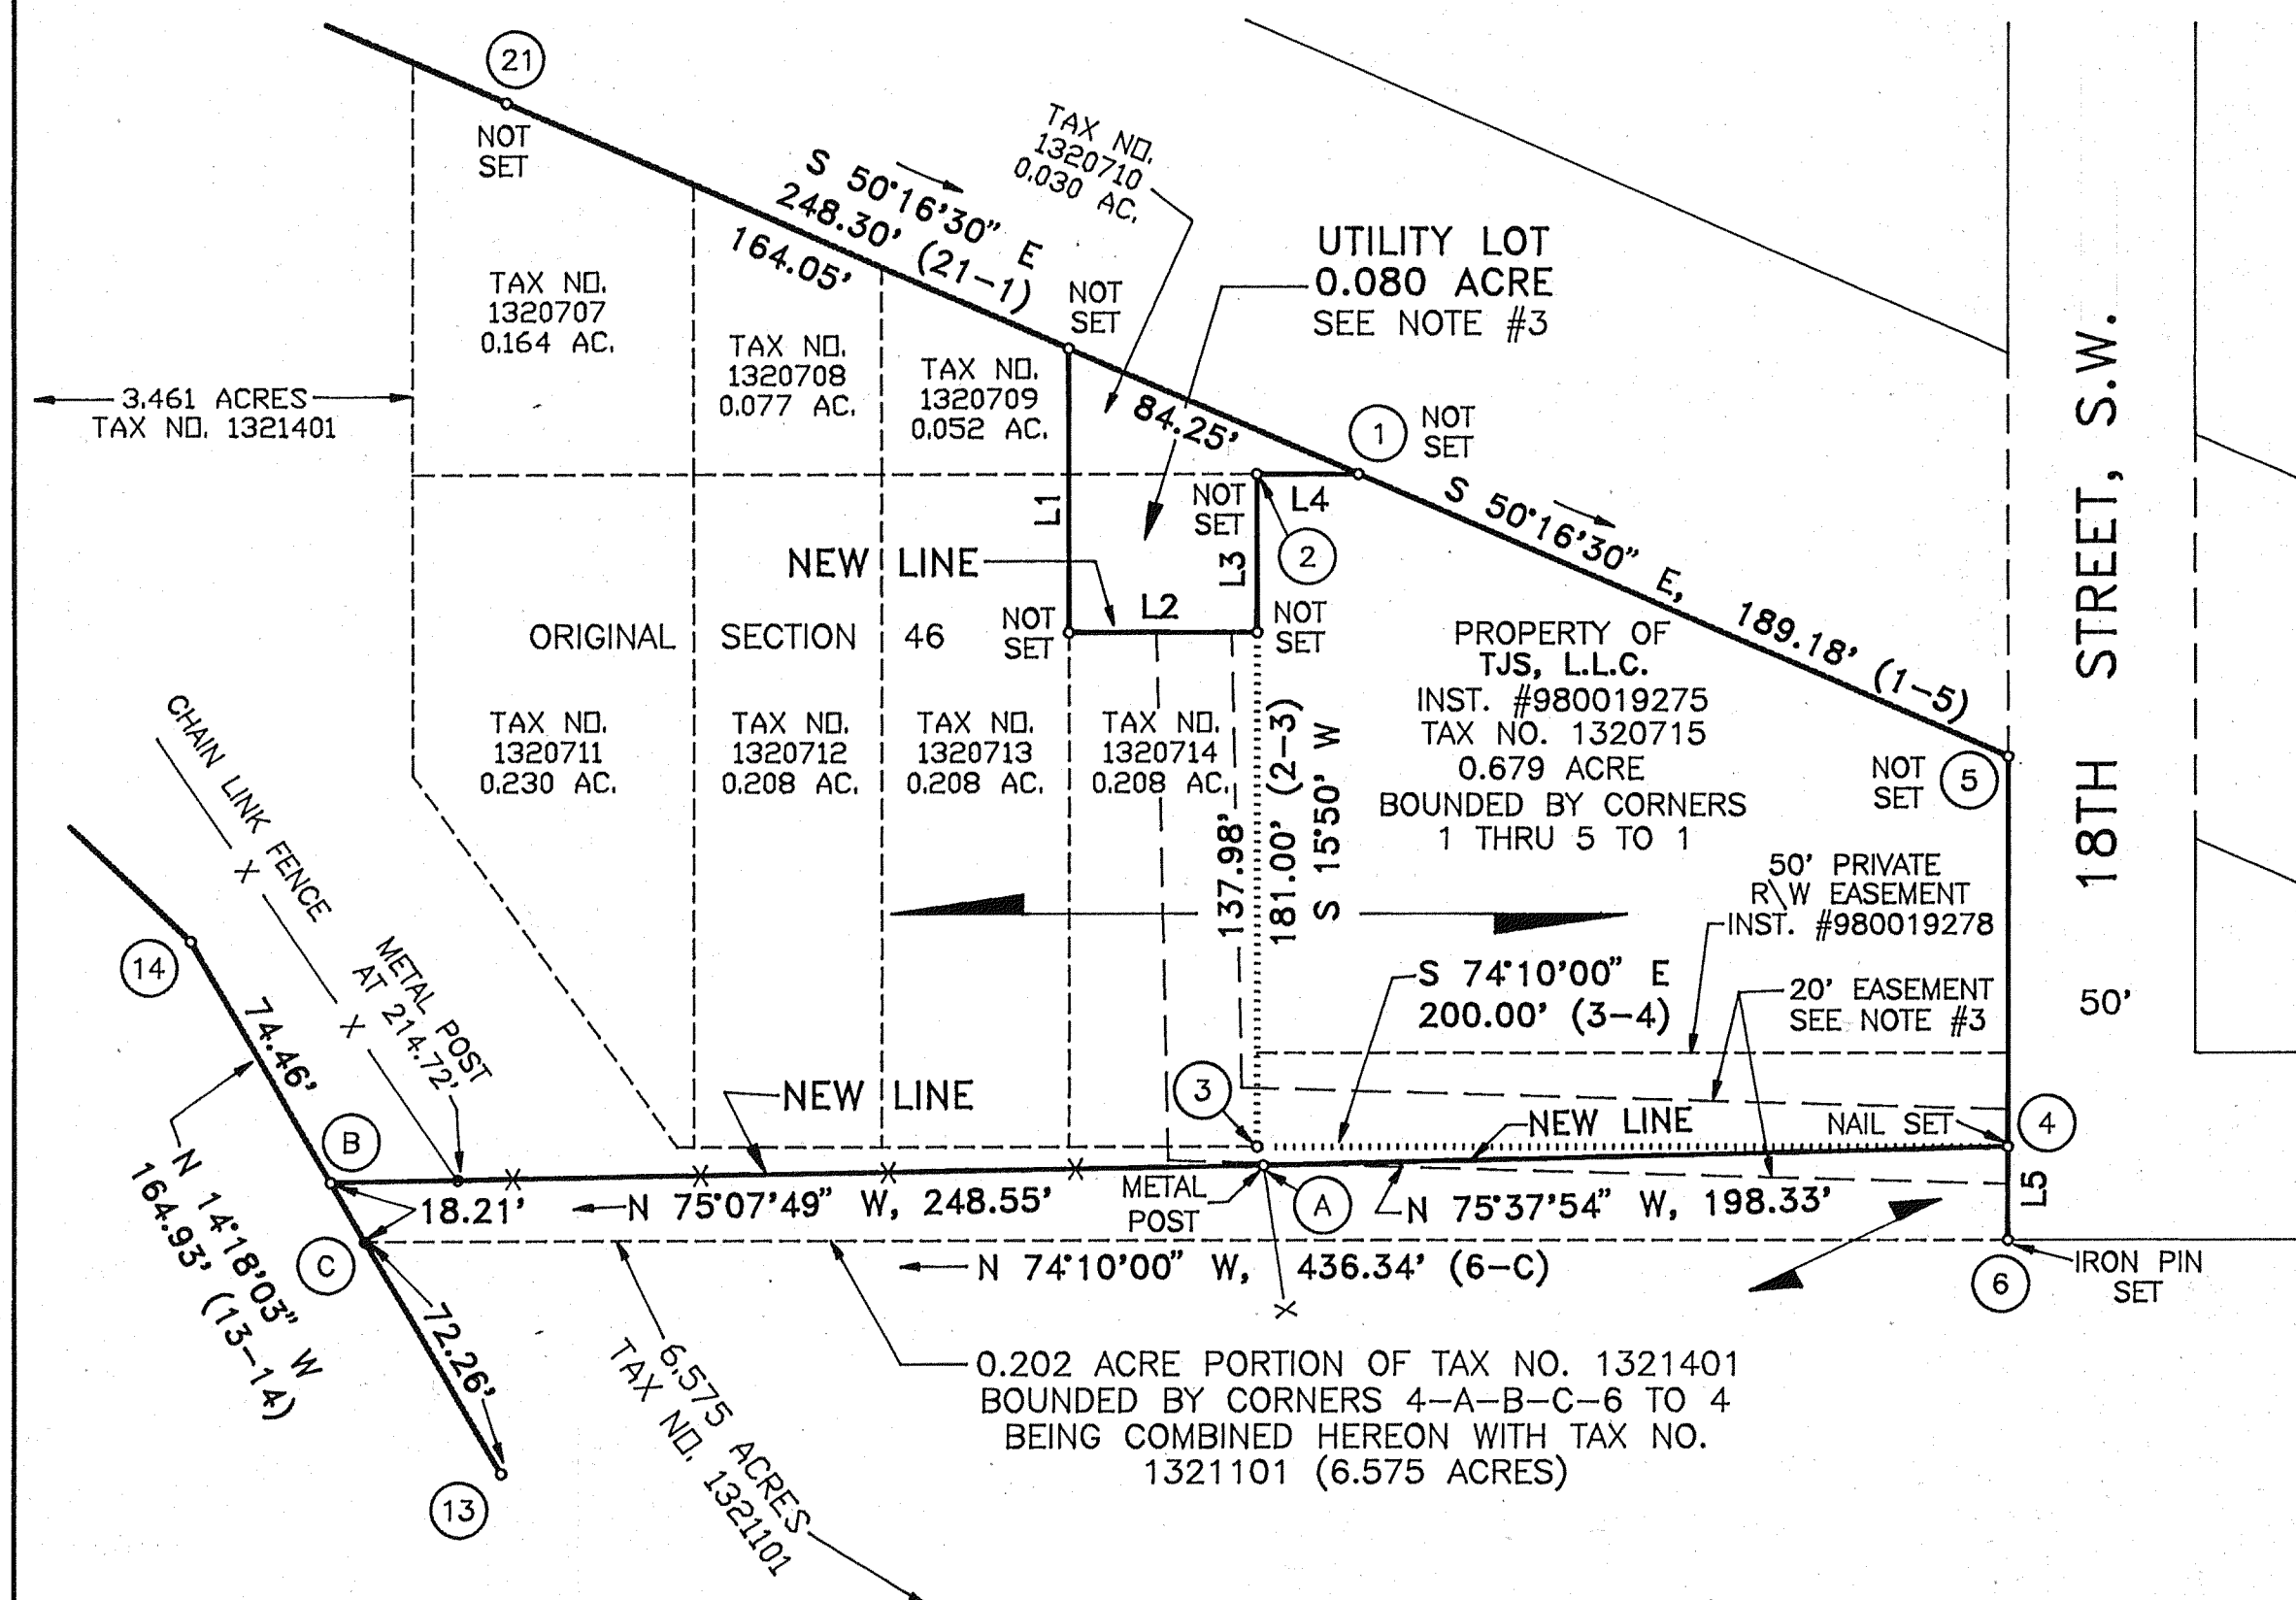 21
NOT
SET
S 50°16'30" E
248.30' (21-1)
164.05'
TAX NO.
1320710
0.030 AC.
UTILITY LOT
0.080 ACRE
SEE NOTE #3
NOT
SET
TAX NO.
1320707
0.164 AC.
TAX NO.
1320708
0.077 AC.
TAX NO.
1320709
0.052 AC.
3.461 ACRES
TAX NO. 1321401
84.25'
1
NOT
SET
18TH STREET, S.W.
50'
L1
NOT
SET
L4
L3
2
S 50°16'30" E, 189.18' (1-5)
NEW LINE
L2
NOT
SET
NOT
SET
ORIGINAL SECTION 46
PROPERTY OF
TJS, L.L.C.
INST. #980019275
TAX NO. 1320715
0.679 ACRE
BOUNDED BY CORNERS
1 THRU 5 TO 1
NOT
SET
5
TAX NO.
1320711
0.230 AC.
TAX NO.
1320712
0.208 AC.
TAX NO.
1320713
0.208 AC.
TAX NO.
1320714
0.208 AC.
137.98'
181.00' (2-3)
S 15°50' W
CHAIN LINK FENCE
X
X
METAL POST
AT 214.72'
50' PRIVATE
R\W EASEMENT
INST. #980019278
S 74°10'00" E
200.00' (3-4)
20' EASEMENT
SEE NOTE #3
14
74.46'
N 14°18'03" W
164.93' (13-14)
3
NEW LINE
NEW LINE
NAIL SET
4
B
X X X X
18.21'
N 75°07'49" W, 248.55'
METAL
POST
A
N 75°37'54" W, 198.33'
L5
C
N 74°10'00" W, 436.34' (6-C)
X
6
IRON PIN
SET
72.26'
13
6.575 ACRES
TAX NO. 1321101
0.202 ACRE PORTION OF TAX NO. 1321401
BOUNDED BY CORNERS 4-A-B-C-6 TO 4
BEING COMBINED HEREON WITH TAX NO.
1321101 (6.575 ACRES)